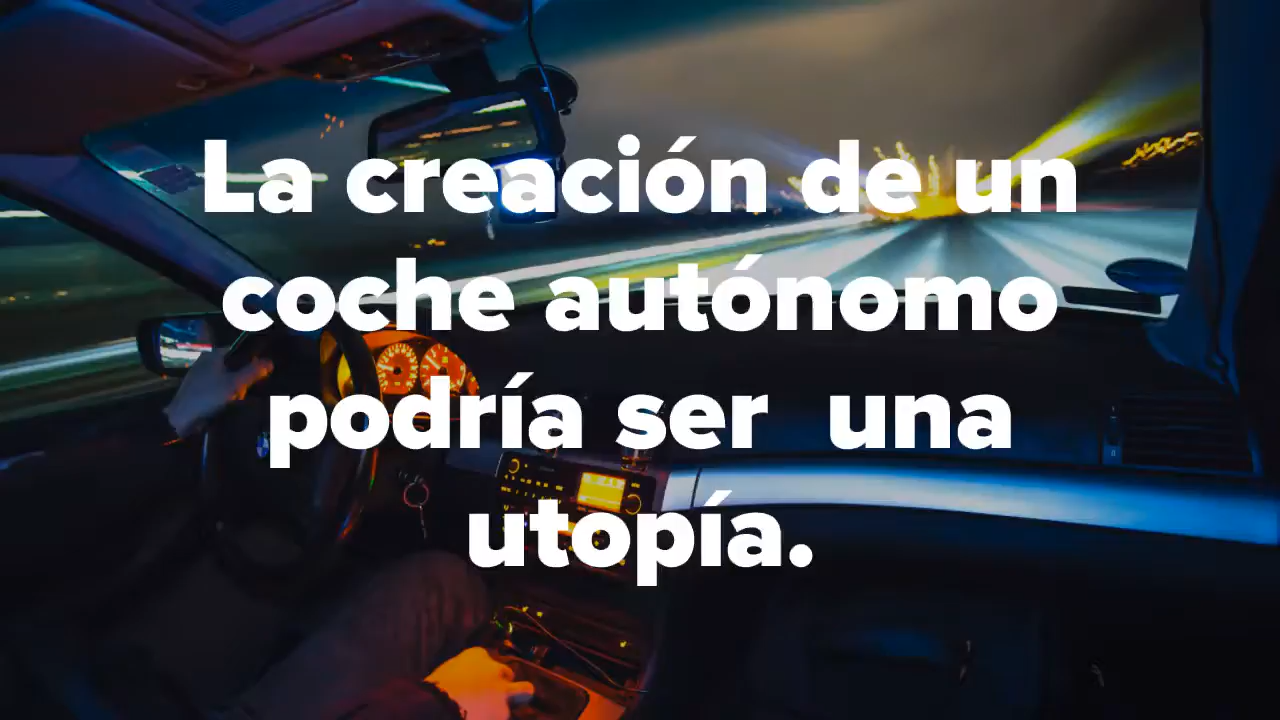 La creación de un
coche autónomo
podría ser  una
utopía.